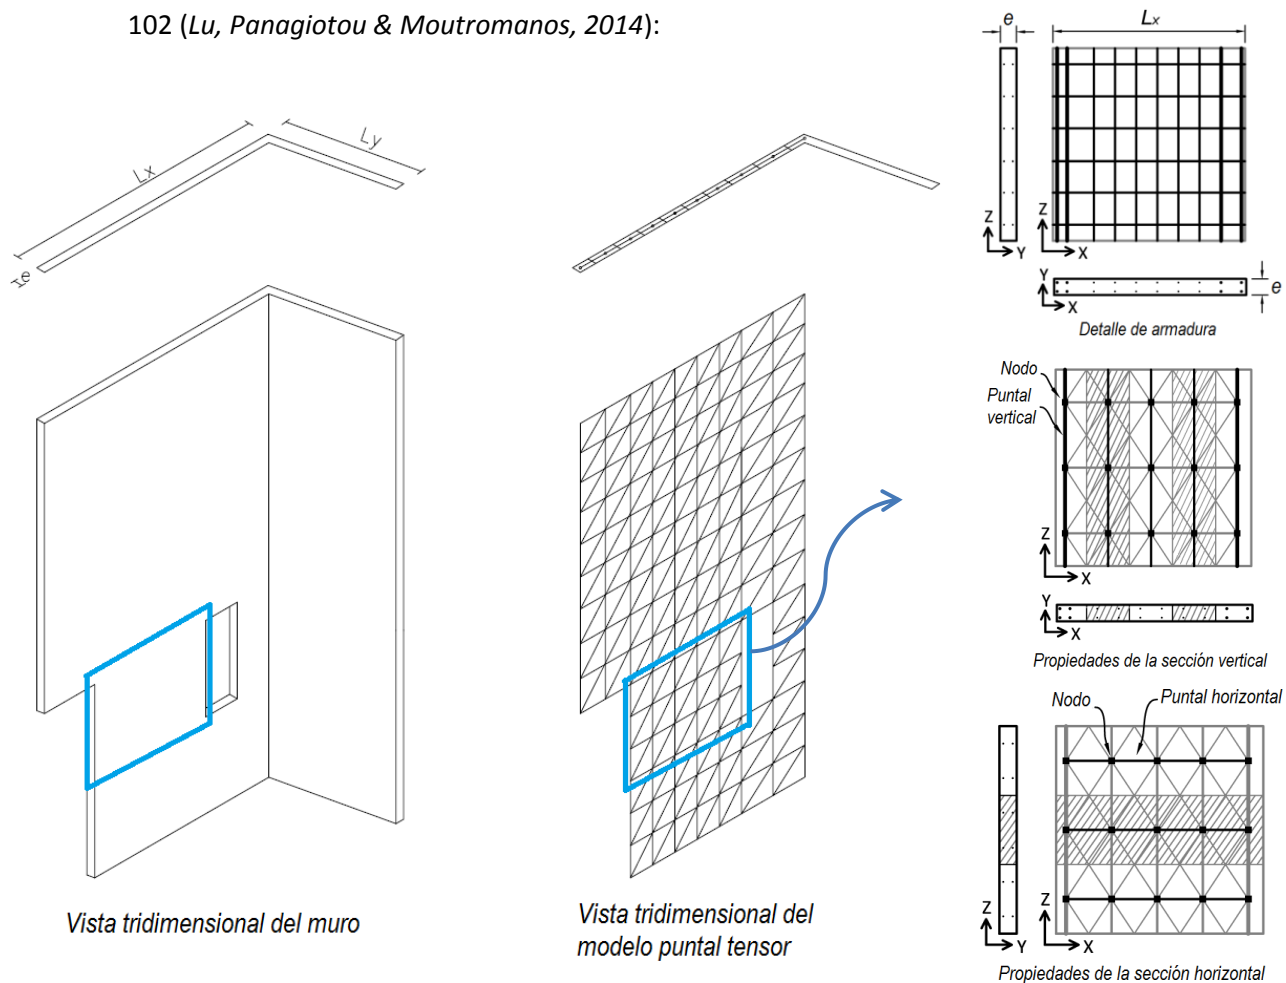 102 (Lu, Panagiotou & Moutromanos, 2014):
Lx
Ly
e
Vista tridimensional del muro
Vista tridimensional del
modelo puntal tensor
e
Lx
Z
Y
Z
X
Y
X
e
Detalle de armadura
Nodo
Puntal
vertical
Z
X
Y
X
Propiedades de la sección vertical
Nodo
Puntal horizontal
Z
Y
Z
X
Propiedades de la sección horizontal